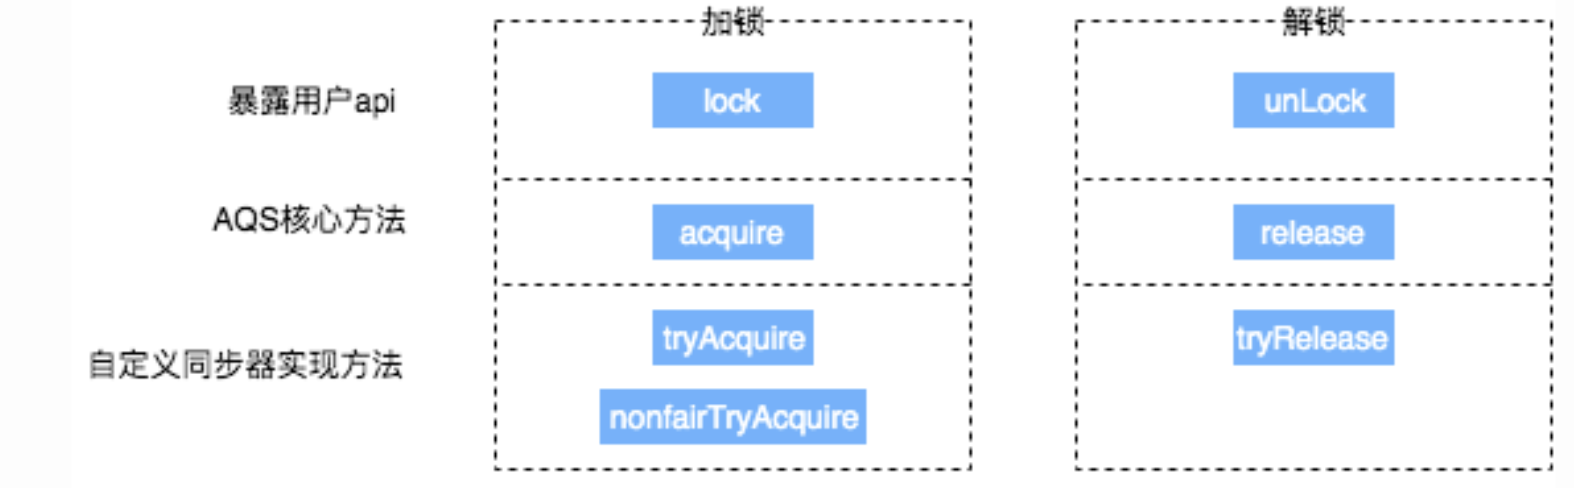 加锁
解锁
暴露用户api
lock
unLock
AQS核心方法
acquire
release
自定义同步器实现方法
tryAcquire
tryRelease
nonfairTryAcquire